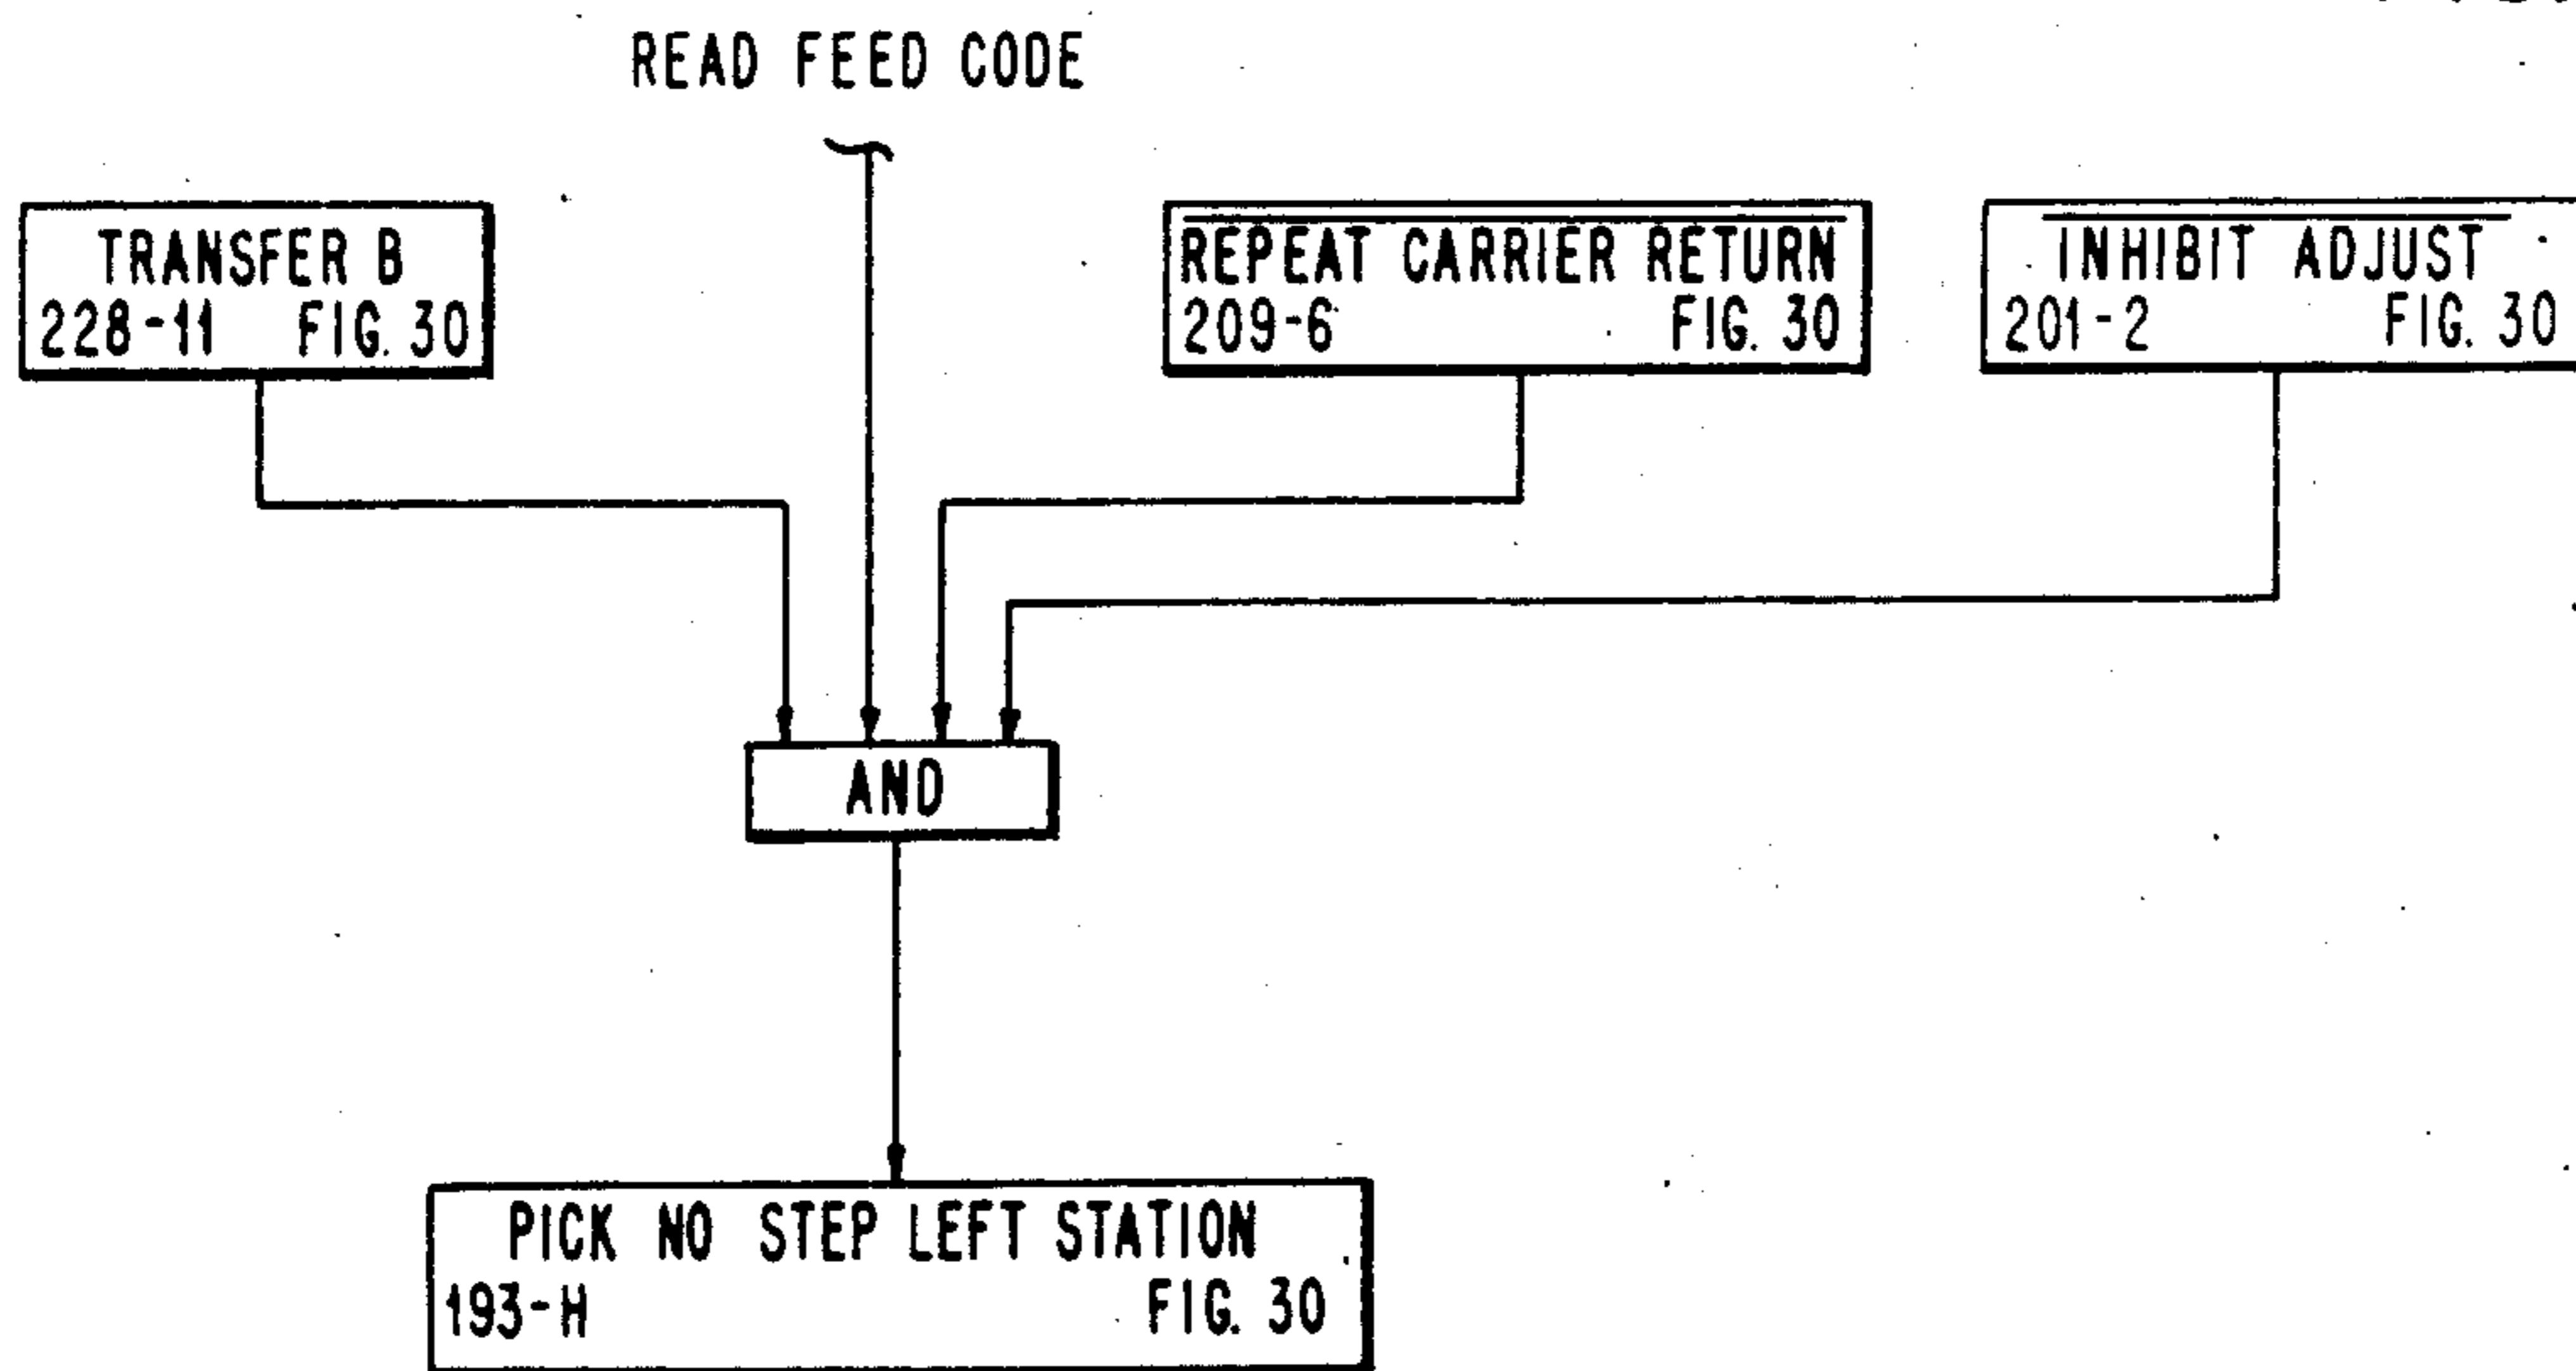 READ FEED CODE
TRANSFER B
228-11 FIG. 30
REPEAT CARRIER RETURN
209-6 FIG. 30
INHIBIT ADJUST
201-2 FIG. 30
AND
PICK NO STEP LEFT STATION
193-H FIG. 30